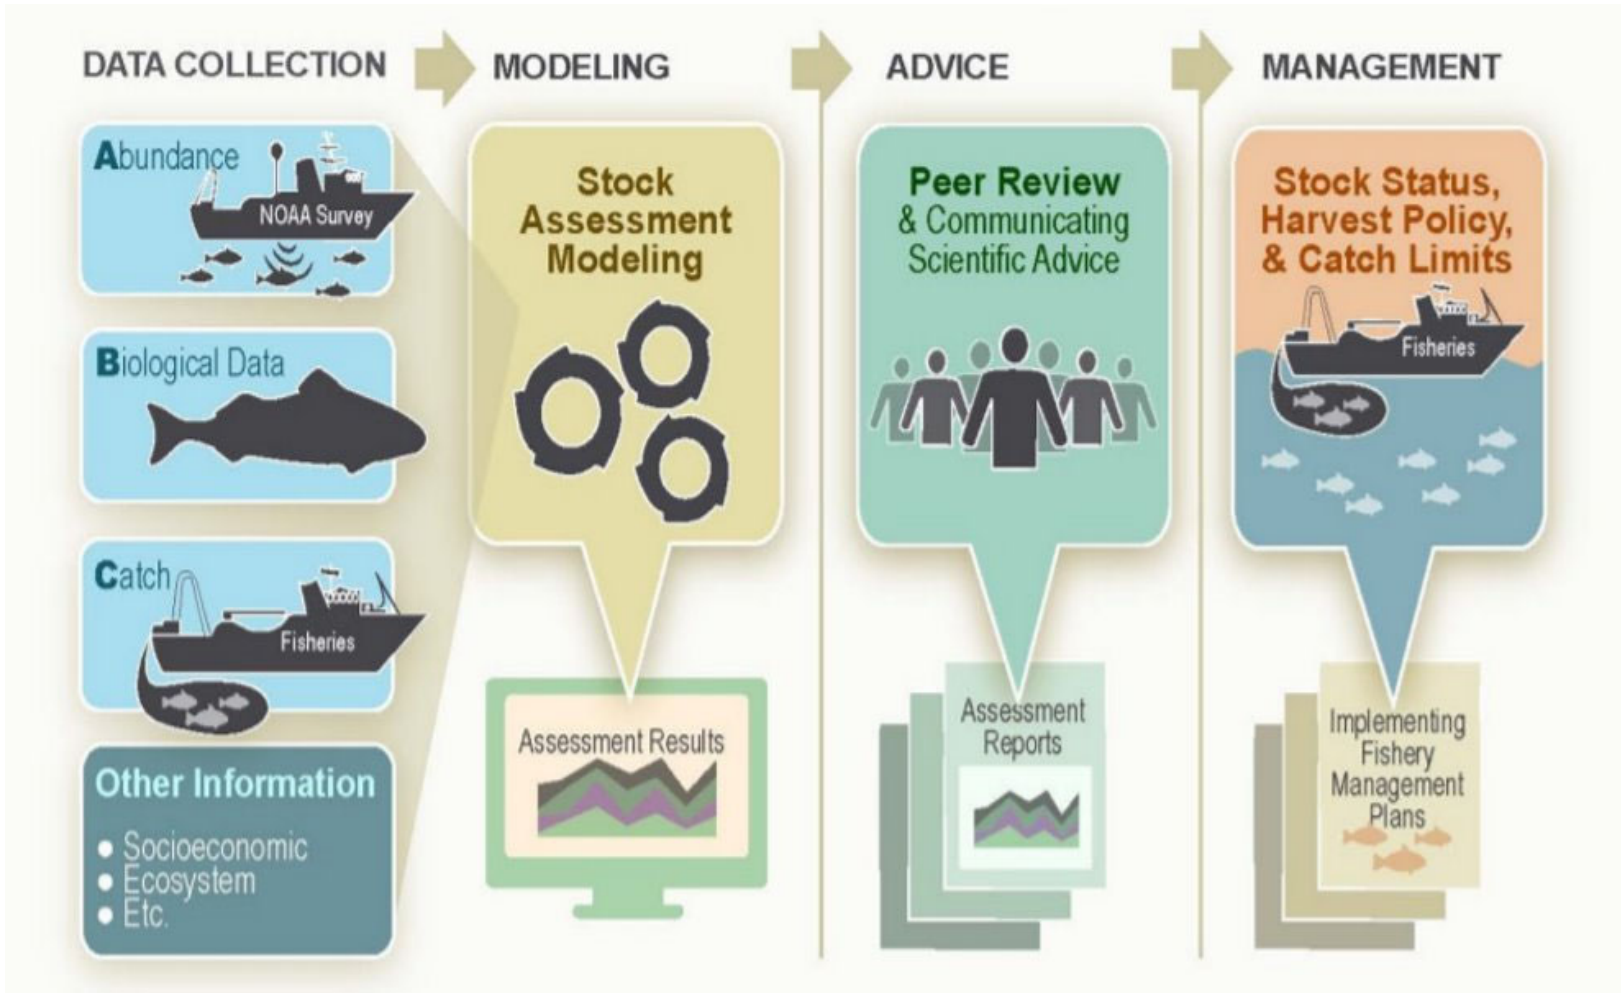 DATA COLLECTION
MODELING
ADVICE
MANAGEMENT
Abundance
NOAA Survey
Biological Data
Catch
Fisheries
Other Information
• Socioeconomic
• Ecosystem
• Etc.
Stock
Assessment
Modeling
Assessment Results
Peer Review
& Communicating
Scientific Advice
Assessment
Reports
Stock Status,
Harvest Policy,
& Catch Limits
Fisheries
Implementing
Fishery
Management
Plans